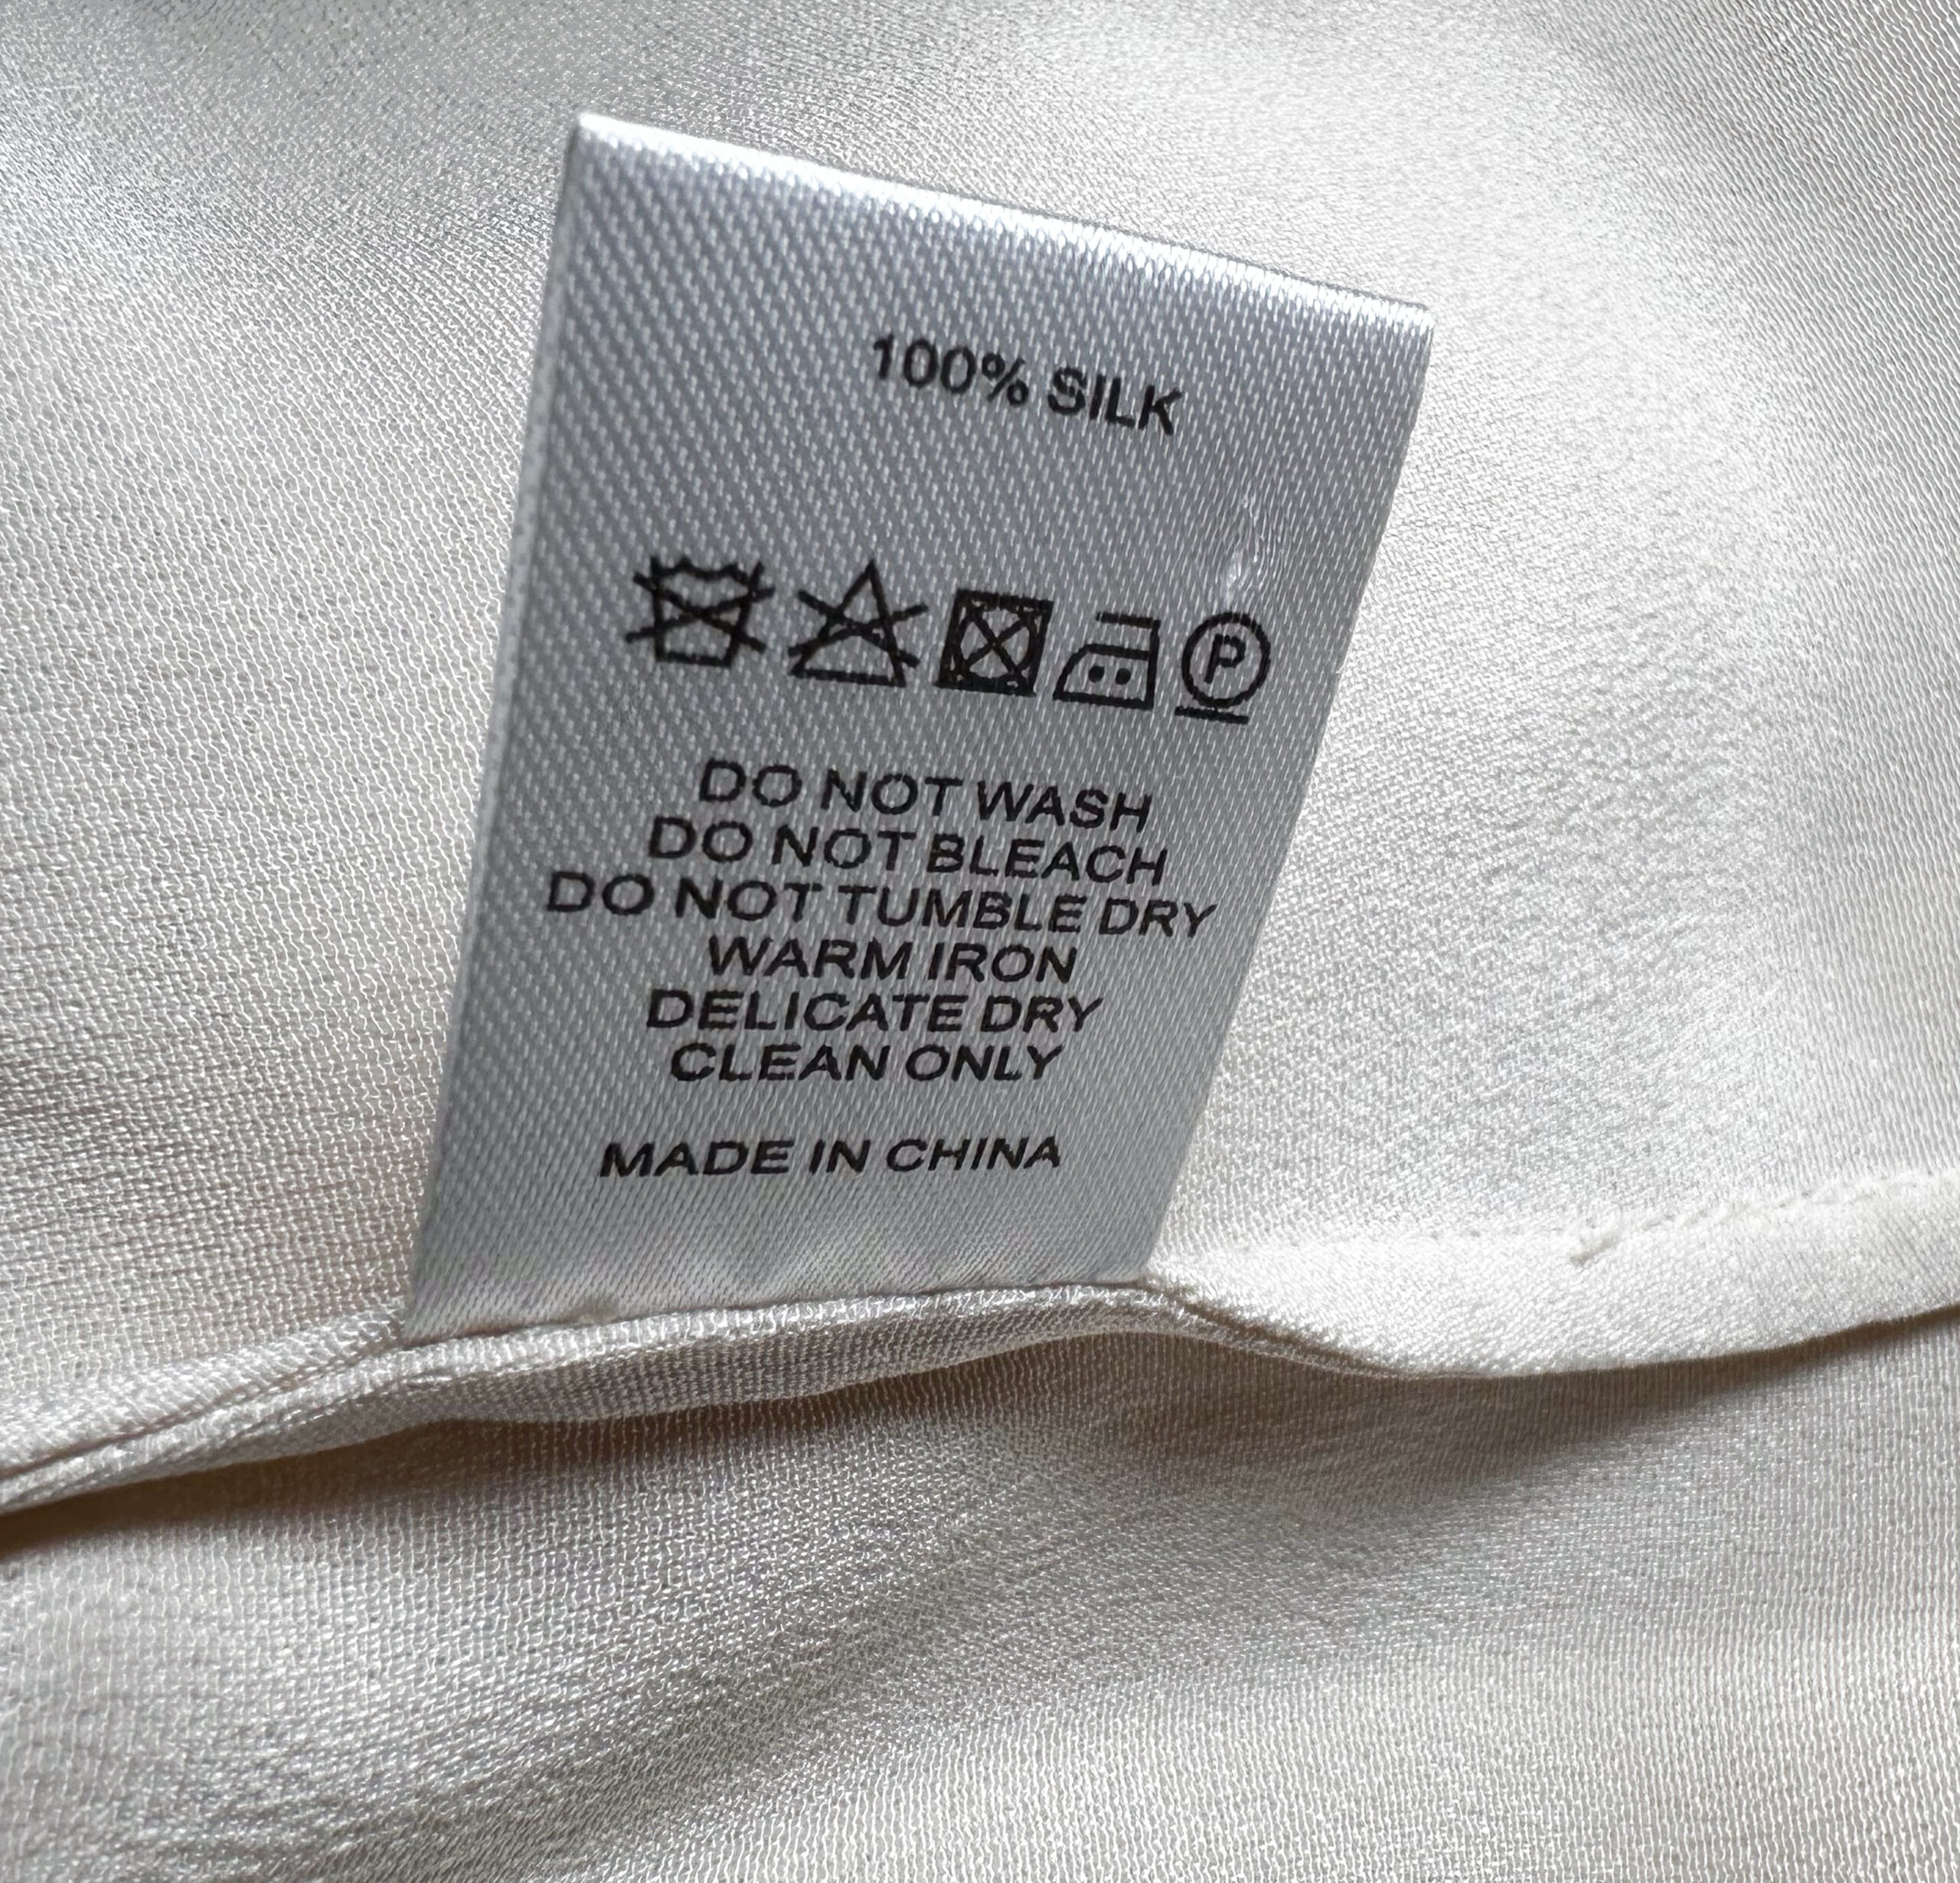 100% SILK
P
DO NOT WASH
DO NOT BLEACH
DO NOT TUMBLE DRY
WARM IRON
DELICATE DRY
CLEAN ONLY
MADE IN CHINA